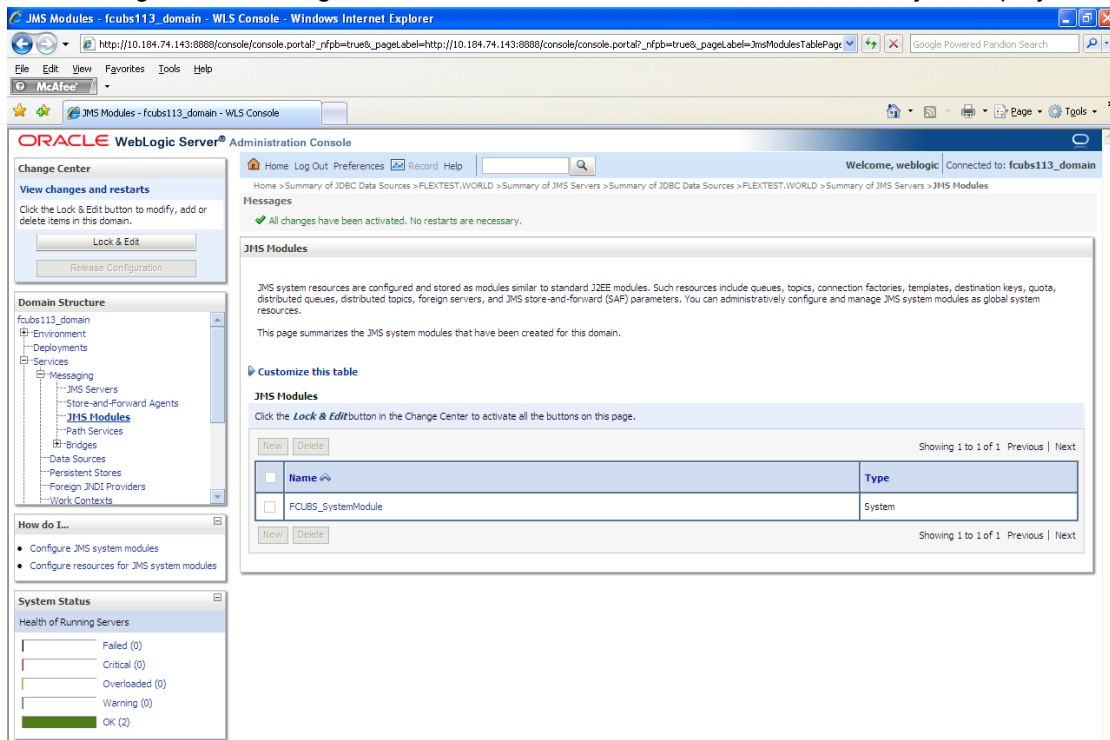 JMS Modules - fcubs113_domain - WLS Console - Windows Internet Explorer
http://10.184.74.143:8888/console/console.portal?_nfpb=true&_pageLabel=http://10.184.74.143:8888/console/console.portal?_nfpb=true&_pageLabel=JmsModulesTablePage
Google Powered Pandion Search
File Edit View Favorites Tools Help
McAfee
JMS Modules - fcubs113_domain - WLS Console
Page Tools
ORACLE WebLogic Server® Administration Console
Change Center
View changes and restarts
Click the Lock & Edit button to modify, add or
delete items in this domain.
Lock & Edit
Release Configuration
Domain Structure
fcubs113_domain
Environment
Deployments
Services
Messaging
JMS Servers
Store-and-Forward Agents
JMS Modules
Path Services
Bridges
Data Sources
Persistent Stores
Foreign JNDI Providers
Work Contexts
How do I...
Configure JMS system modules
Configure resources for JMS system modules
System Status
Health of Running Servers
Failed (0)
Critical (0)
Overloaded (0)
Warning (0)
OK (2)
Home Log Out Preferences Record Help
Welcome, weblogic Connected to: fcubs113_domain
Home >Summary of JDBC Data Sources >FLEXTEST.WORLD >Summary of JMS Servers >Summary of JDBC Data Sources >FLEXTEST.WORLD >Summary of JMS Servers >JMS Modules
Messages
All changes have been activated. No restarts are necessary.
JMS Modules
JMS system resources are configured and stored as modules similar to standard J2EE modules. Such resources include queues, topics, connection factories, templates, destination keys, quota,
distributed queues, distributed topics, foreign servers, and JMS store-and-forward (SAF) parameters. You can administratively configure and manage JMS system modules as global system
resources.
This page summarizes the JMS system modules that have been created for this domain.
Customize this table
JMS Modules
Click the Lock & Edit button in the Change Center to activate all the buttons on this page.
New Delete Showing 1 to 1 of 1 Previous | Next
Name Type
FCUBS_SystemModule System
New Delete Showing 1 to 1 of 1 Previous | Next